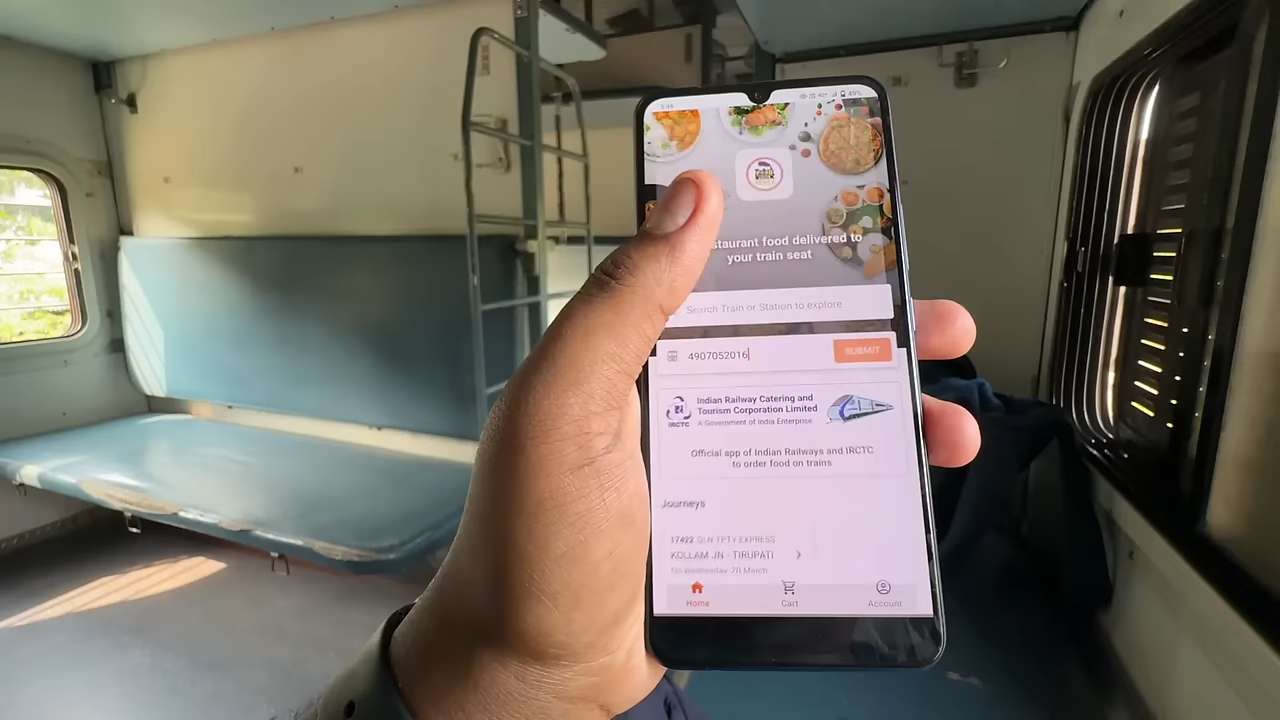 49%
staurant food delivered to
your train seat
Search Train or Station to explore
4907052016
SUBMIT
Indian Railway Catering and
Tourism Corporation Limited
A Government of India Enterprise
IRCTC
Official app of Indian Railways and IRCTC
to order food on trains
Journeys
17422 QLN TPTY EXPRESS
KOLLAM JN - TIRUPATI
Home
Cart
Account